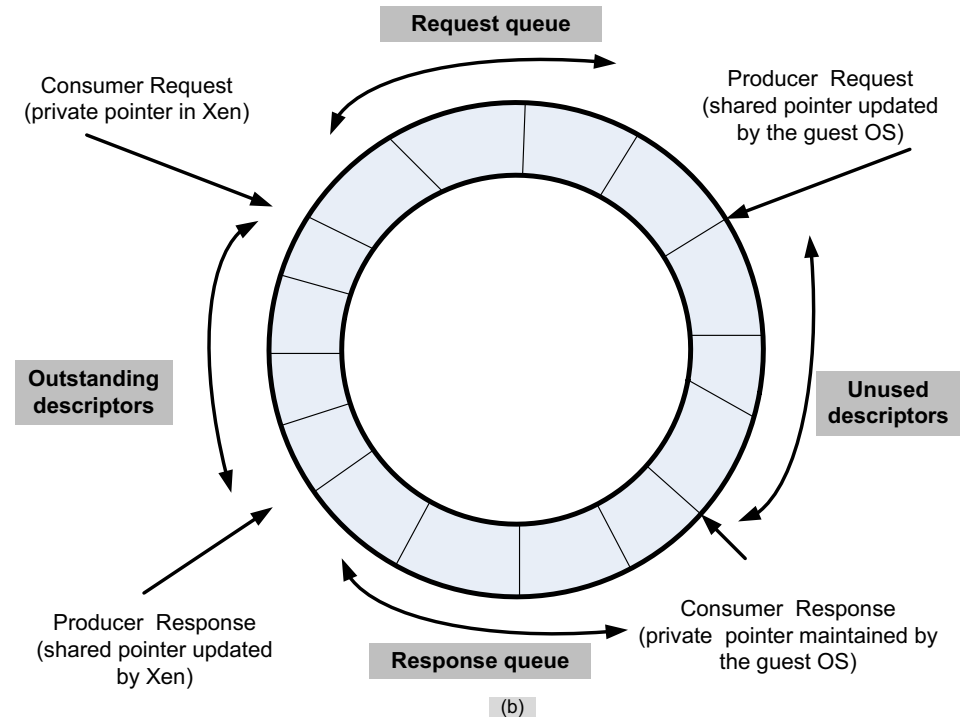 Request queue
Consumer Request
(private pointer in Xen)
Producer Request
(shared pointer updated
by the guest OS)
Outstanding
descriptors
Unused
descriptors
Producer Response
(shared pointer updated
by Xen)
Consumer Response
(private pointer maintained by
the guest OS)
Response queue
(b)